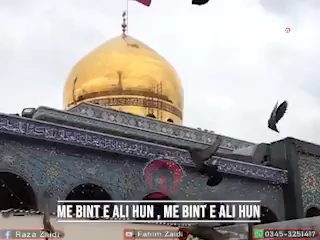 ME BINT E ALI HUN , ME BINT E ALI HUN
Raza Zaidi
Fahim Zaidi
0345-3251417